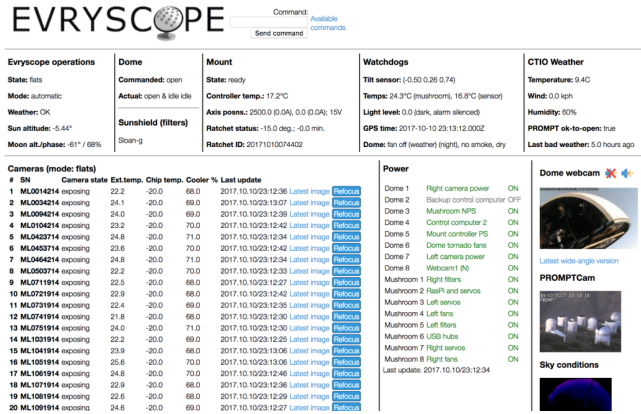 EVRYSCOPE
Command:
Available commands
Send command
Evryscope operations
State: flats
Mode: automatic
Weather: OK
Sun altitude: -5.44°
Moon alt./phase: -61° / 68%
Dome
Commanded: open
Actual: open & idle idle
Sunshield (filters)
Sloan-g
Mount
State: ready
Controller temp.: 17.2°C
Axis posns.: 2500.0 (0.0A), 0.0 (0.0A); 15V
Ratchet status: -15.0 deg.; -0.0 min.
Ratchet ID: 20171010074402
Watchdogs
Tilt sensor: (-0.50 0.26 0.74)
Temps: 24.3°C (mushroom), 16.8°C (sensor)
Light level: 0.0 (dark, alarm silenced)
GPS time: 2017-10-10 23:13:12.000Z
Dome: fan off (weather) (night), no smoke, dry
CTIO Weather
Temperature: 9.4C
Wind: 0.0 kph
Humidity: 60%
PROMPT ok-to-open: true
Last bad weather: 5.0 hours ago
Cameras (mode: flats)
# SN Camera state Ext.temp. Chip temp. Cooler % Last update
1 ML0014214 exposing 22.2 -20.0 68.0 2017.10.10/23:12:36 Latest image Refocus
2 ML0034214 exposing 24.1 -20.0 69.0 2017.10.10/23:13:07 Latest image Refocus
3 ML0094214 exposing 24.0 -20.0 69.0 2017.10.10/23:12:39 Latest image Refocus
4 ML0104214 exposing 23.2 -20.0 70.0 2017.10.10/23:12:42 Latest image Refocus
5 ML0423714 exposing 24.8 -20.0 71.0 2017.10.10/23:12:34 Latest image Refocus
6 ML0453714 exposing 23.6 -20.0 70.0 2017.10.10/23:12:42 Latest image Refocus
7 ML0464714 exposing 24.8 -20.0 71.0 2017.10.10/23:12:34 Latest image Refocus
8 ML0503714 exposing 22.2 -20.0 70.0 2017.10.10/23:12:33 Latest image Refocus
9 ML0711914 exposing 22.5 -20.0 68.0 2017.10.10/23:12:27 Latest image Refocus
10 ML0721914 exposing 22.9 -20.0 68.0 2017.10.10/23:12:42 Latest image Refocus
11 ML0731914 exposing 22.4 -20.0 69.0 2017.10.10/23:12:35 Latest image Refocus
12 ML0741914 exposing 21.8 -20.0 68.0 2017.10.10/23:12:30 Latest image Refocus
13 ML0751914 exposing 24.0 -20.0 71.0 2017.10.10/23:12:30 Latest image Refocus
14 ML1031914 exposing 22.2 -20.0 69.0 2017.10.10/23:12:25 Latest image Refocus
15 ML1041914 exposing 23.9 -20.0 68.0 2017.10.10/23:13:06 Latest image Refocus
16 ML1051914 exposing 25.6 -20.0 70.0 2017.10.10/23:13:06 Latest image Refocus
17 ML1061914 exposing 24.8 -20.0 70.0 2017.10.10/23:12:46 Latest image Refocus
18 ML1071914 exposing 22.9 -20.0 68.0 2017.10.10/23:12:36 Latest image Refocus
19 ML1081914 exposing 22.6 -20.0 68.0 2017.10.10/23:12:29 Latest image Refocus
20 ML1091914 exposing 24.6 -20.0 69.0 2017.10.10/23:12:27 Latest image Refocus
Power
Dome 1 Right camera power ON
Dome 2 Backup control computer OFF
Dome 3 Mushroom NPS ON
Dome 4 Control computer 2 ON
Dome 5 Mount controller PS ON
Dome 6 Dome tornado fans ON
Dome 7 Left camera power ON
Dome 8 Webcam1 (N) ON
Mushroom 1 Right filters ON
Mushroom 2 RasPi and servos ON
Mushroom 3 Left servos ON
Mushroom 4 Left fans ON
Mushroom 5 Left filters ON
Mushroom 6 USB hubs ON
Mushroom 7 Right servos ON
Mushroom 8 Right fans ON
Last update: 2017.10.10/23:12:34
Dome webcam
Latest wide-angle version
PROMPTCam
Sky conditions